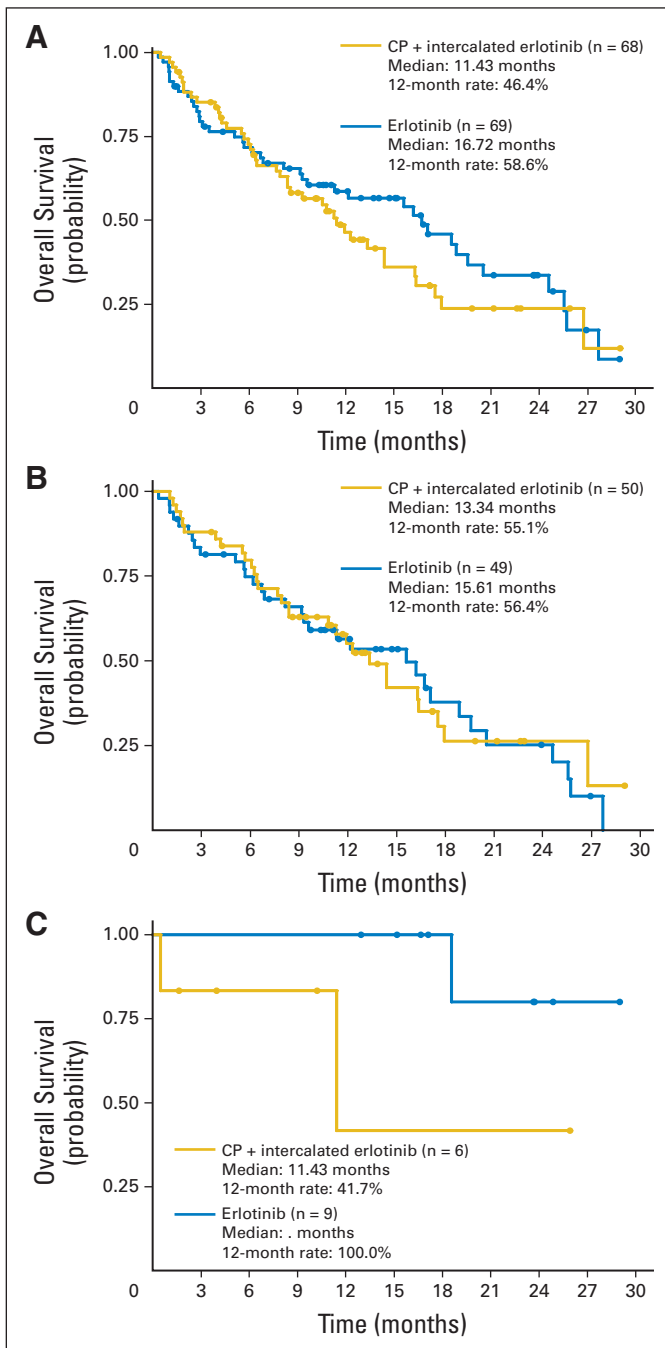 A
1.00
0.75
0.50
0.25
Overall Survival
(probability)
CP + intercalated erlotinib (n = 68)
Median: 11.43 months
12-month rate: 46.4%
Erlotinib (n = 69)
Median: 16.72 months
12-month rate: 58.6%
0 3 6 9 12 15 18 21 24 27 30
Time (months)
B
1.00
0.75
0.50
0.25
Overall Survival
(probability)
CP + intercalated erlotinib (n = 50)
Median: 13.34 months
12-month rate: 55.1%
Erlotinib (n = 49)
Median: 15.61 months
12-month rate: 56.4%
0 3 6 9 12 15 18 21 24 27 30
Time (months)
C
1.00
0.75
0.50
0.25
Overall Survival
(probability)
CP + intercalated erlotinib (n = 6)
Median: 11.43 months
12-month rate: 41.7%
Erlotinib (n = 9)
Median: . months
12-month rate: 100.0%
0 3 6 9 12 15 18 21 24 27 30
Time (months)